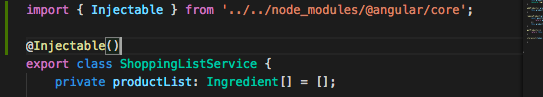 import { Injectable } from '../../node_modules/@angular/core';
@Injectable()
export class ShoppingListService {
private productList: Ingredient[] = [];